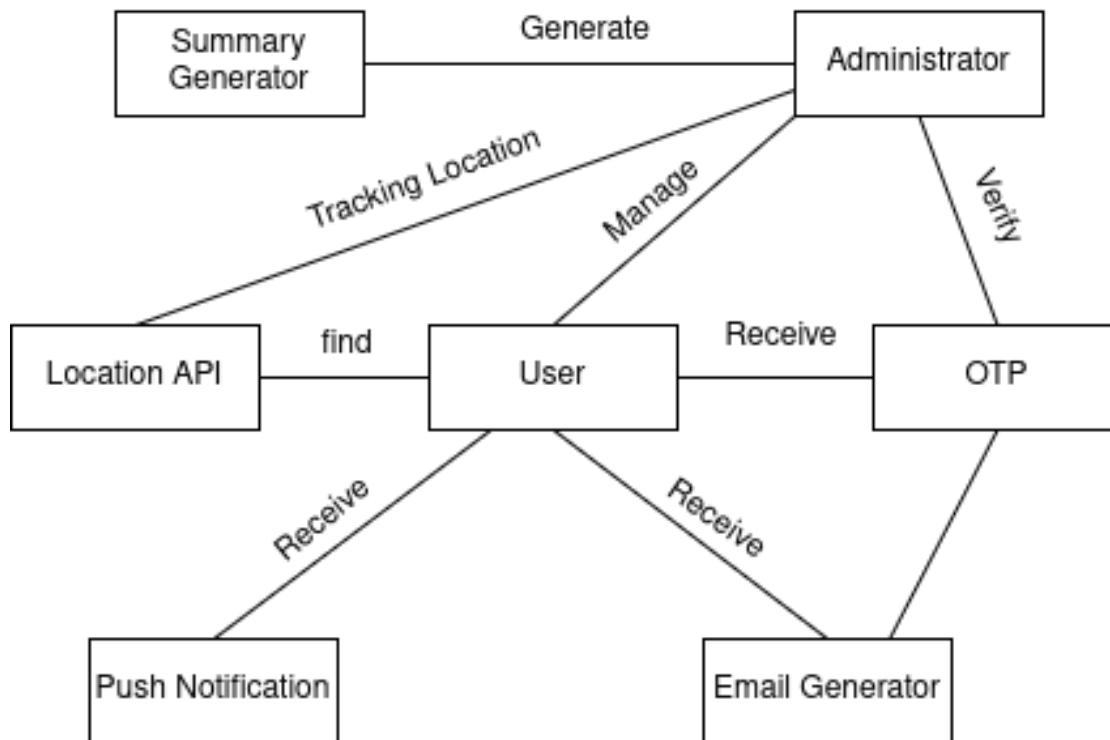 Summary
Generator
Generate
Administrator
Tracking Location
Manage
Verify
Location API
find
User
Receive
OTP
Receive
Receive
Push Notification
Email Generator